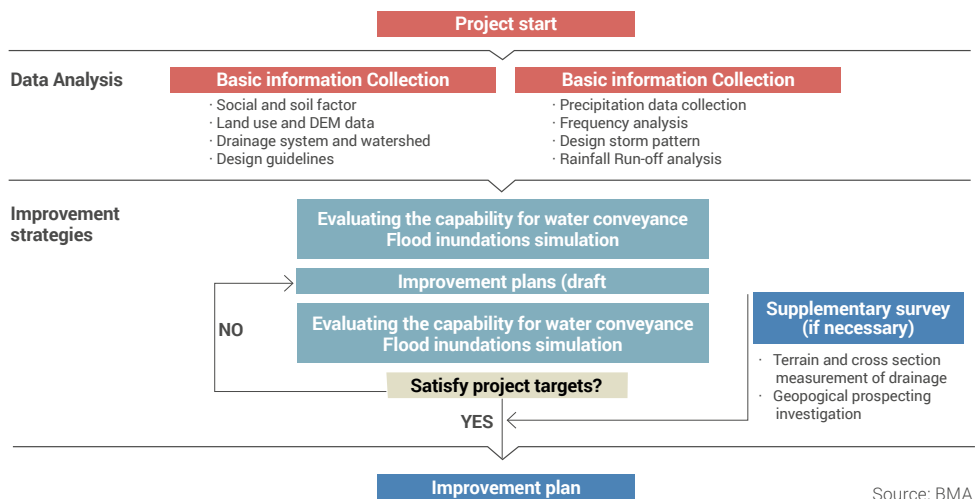 Project start
Data Analysis
Basic information Collection
· Social and soil factor
· Land use and DEM data
· Drainage system and watershed
· Design guidelines
Basic information Collection
· Precipitation data collection
· Frequency analysis
· Design storm pattern
· Rainfall Run-off analysis
Improvement
strategies
Evaluating the capability for water conveyance
Flood inundations simulation
Improvement plans (draft
NO
Evaluating the capability for water conveyance
Flood inundations simulation
Supplementary survey
(if necessary)
· Terrain and cross section
measurement of drainage
· Geopogical prospecting
investigation
Satisfy project targets?
YES
Improvement plan
Source: BMA